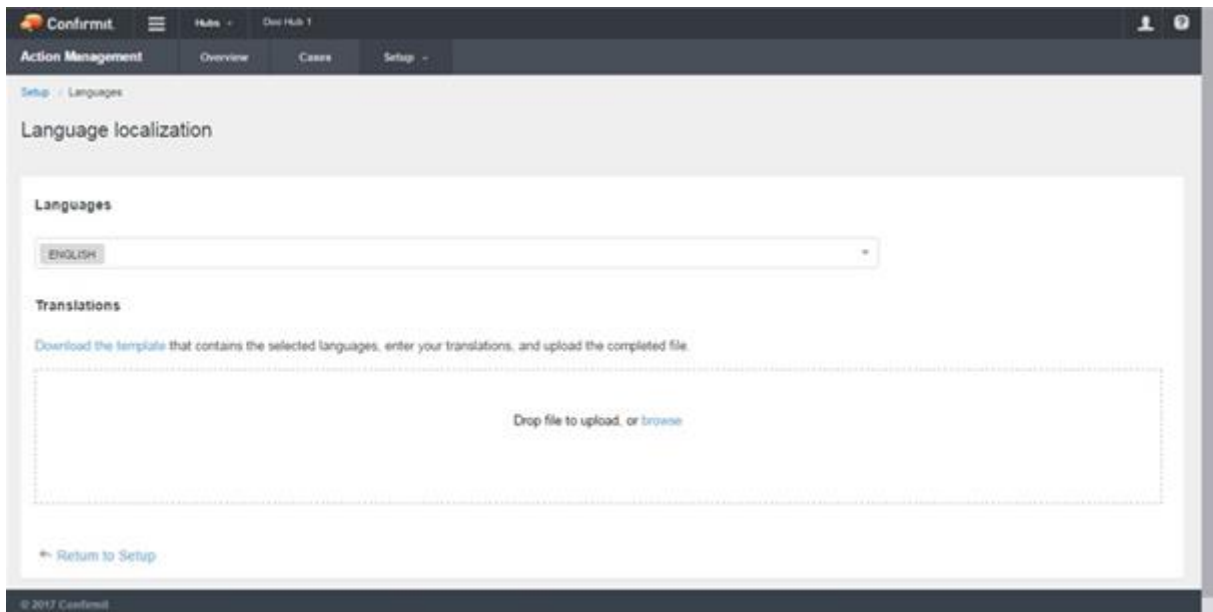 Confirmit
Hubs
Doc Hub 1
Action Management
Overview
Cases
Setup
Setup / Languages
Language localization
Languages
ENGLISH
Translations
Download the template that contains the selected languages, enter your translations, and upload the completed file.
Drop file to upload, or browse
Return to Setup
© 2017 Confirmit